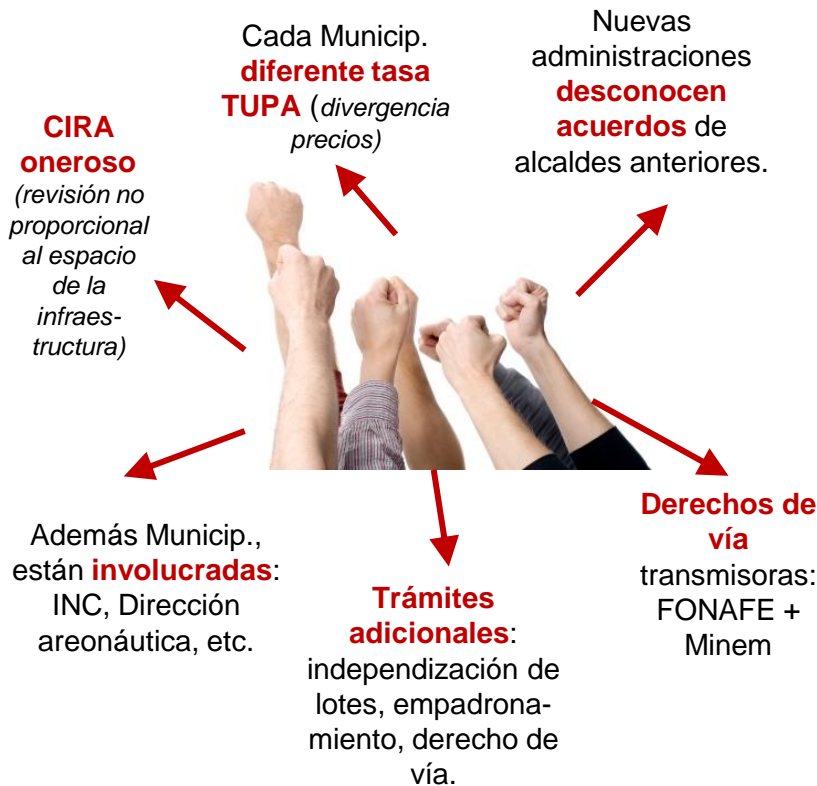 CIRA
oneroso
(revisión no
proporcional
al espacio
de la
infraes-
tructura)
Cada Municip.
diferente tasa
TUPA (divergencia
precios)
Nuevas
administraciones
desconocen
acuerdos de
alcaldes anteriores.
Además Municip.,
están involucradas:
INC, Dirección
areonáutica, etc.
Trámites
adicionales:
independización de
lotes, empadrona-
miento, derecho de
vía.
Derechos de
vía
transmisoras:
FONAFE +
Minem